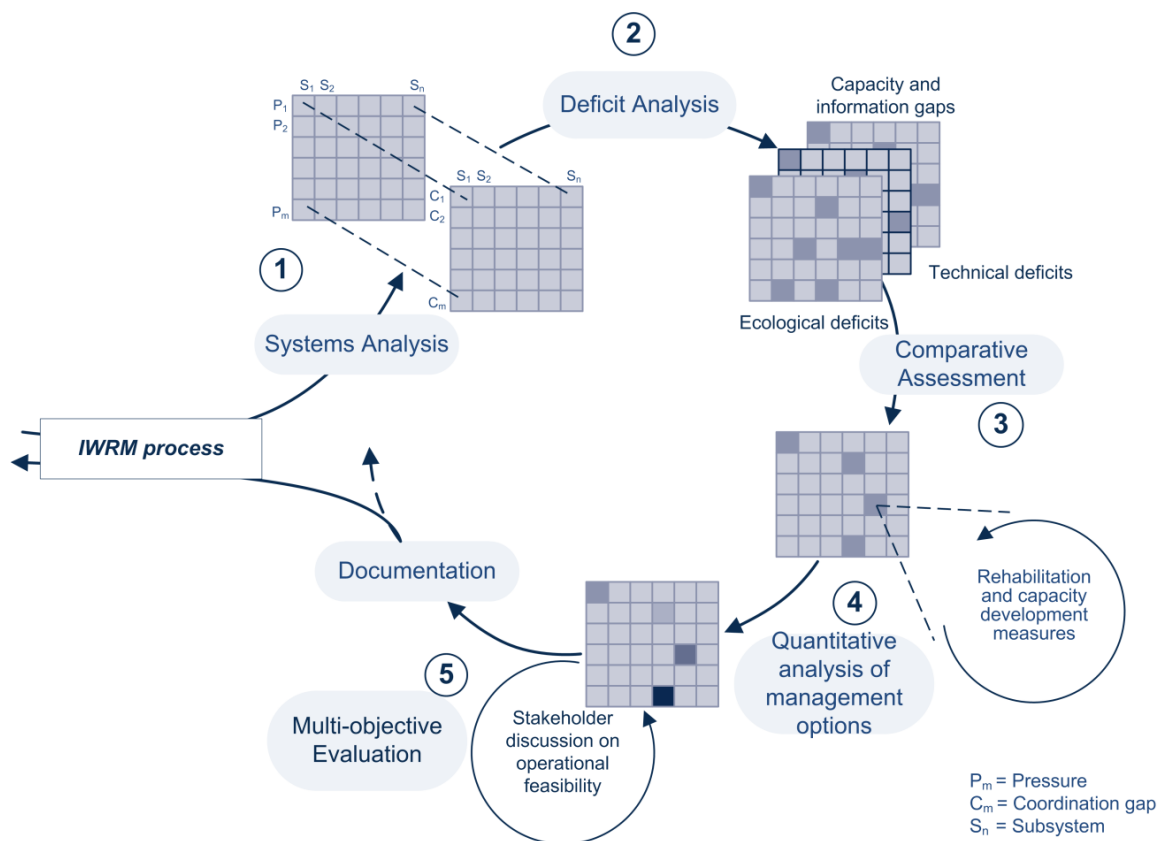 2
Deficit Analysis
S1 S2 Sn
P1
P2
Pm
S1 S2 Sn
C1
C2
Cm
1
Systems Analysis
Capacity and
information gaps
Technical deficits
Ecological deficits
Comparative
Assessment
3
IWRM process
Rehabilitation
and capacity
development
measures
4
Quantitative
analysis of
management
options
Documentation
5
Multi-objective
Evaluation
Stakeholder
discussion on
operational
feasibility
Pm = Pressure
Cm = Coordination gap
Sn = Subsystem